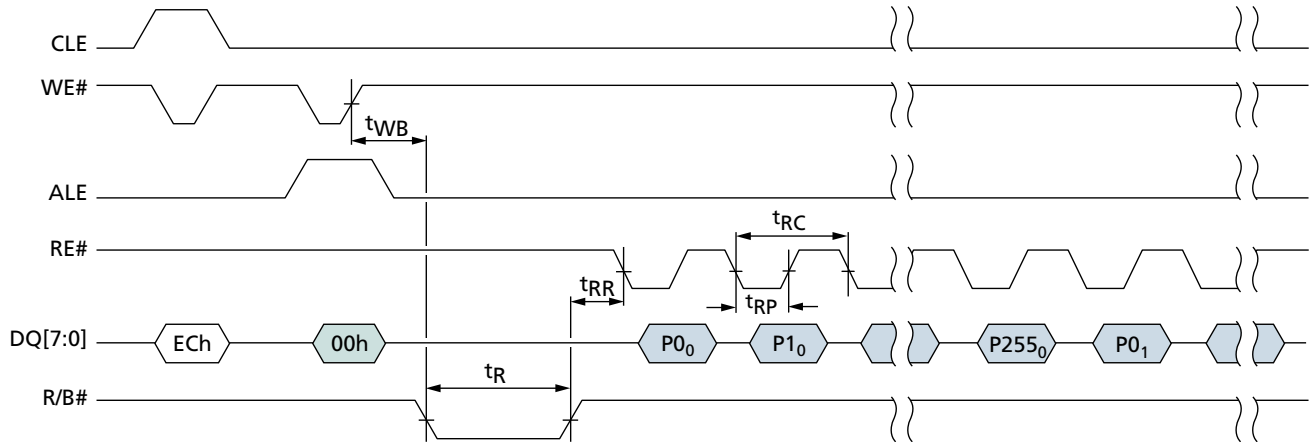 CLE
WE#
tWB
ALE
tRC
RE#
tRR
tRP
DQ[7:0] ECh 00h P0₀ P1₀ P255₀ P0₁
tR
R/B#